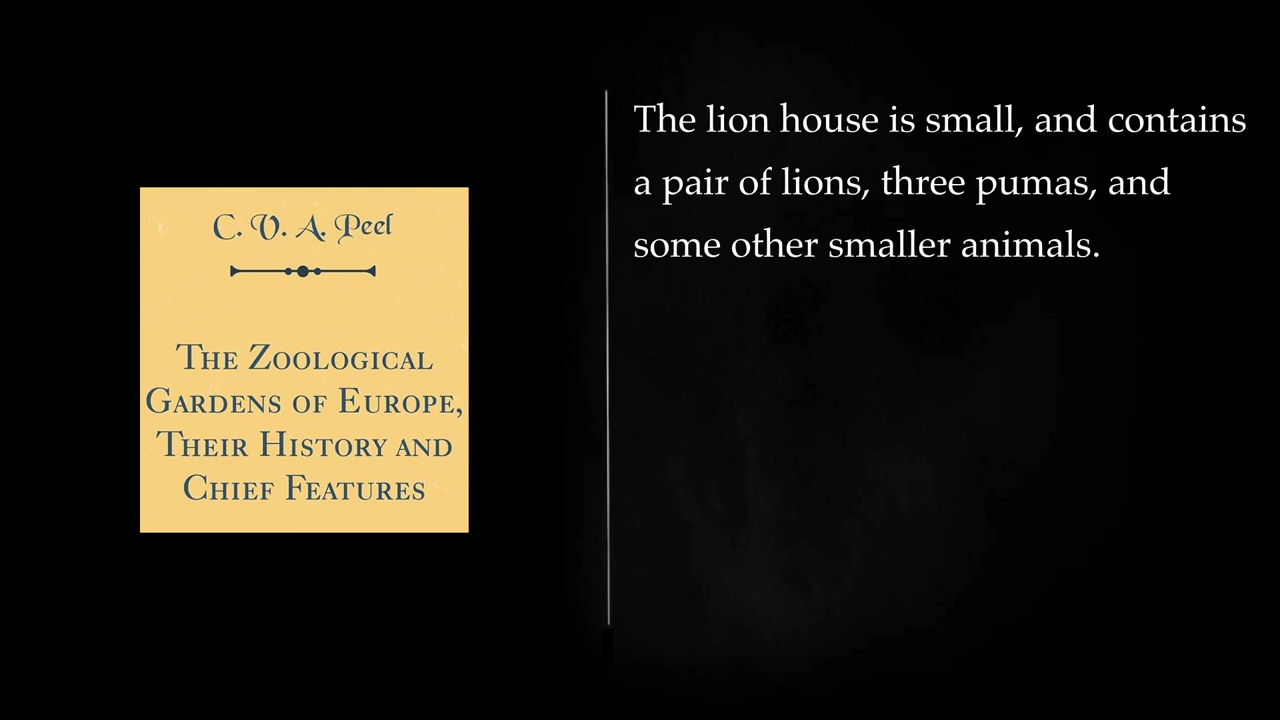 C. V. A. Peel
The Zoological
Gardens of Europe,
Their History and
Chief Features
The lion house is small, and contains
a pair of lions, three pumas, and
some other smaller animals.